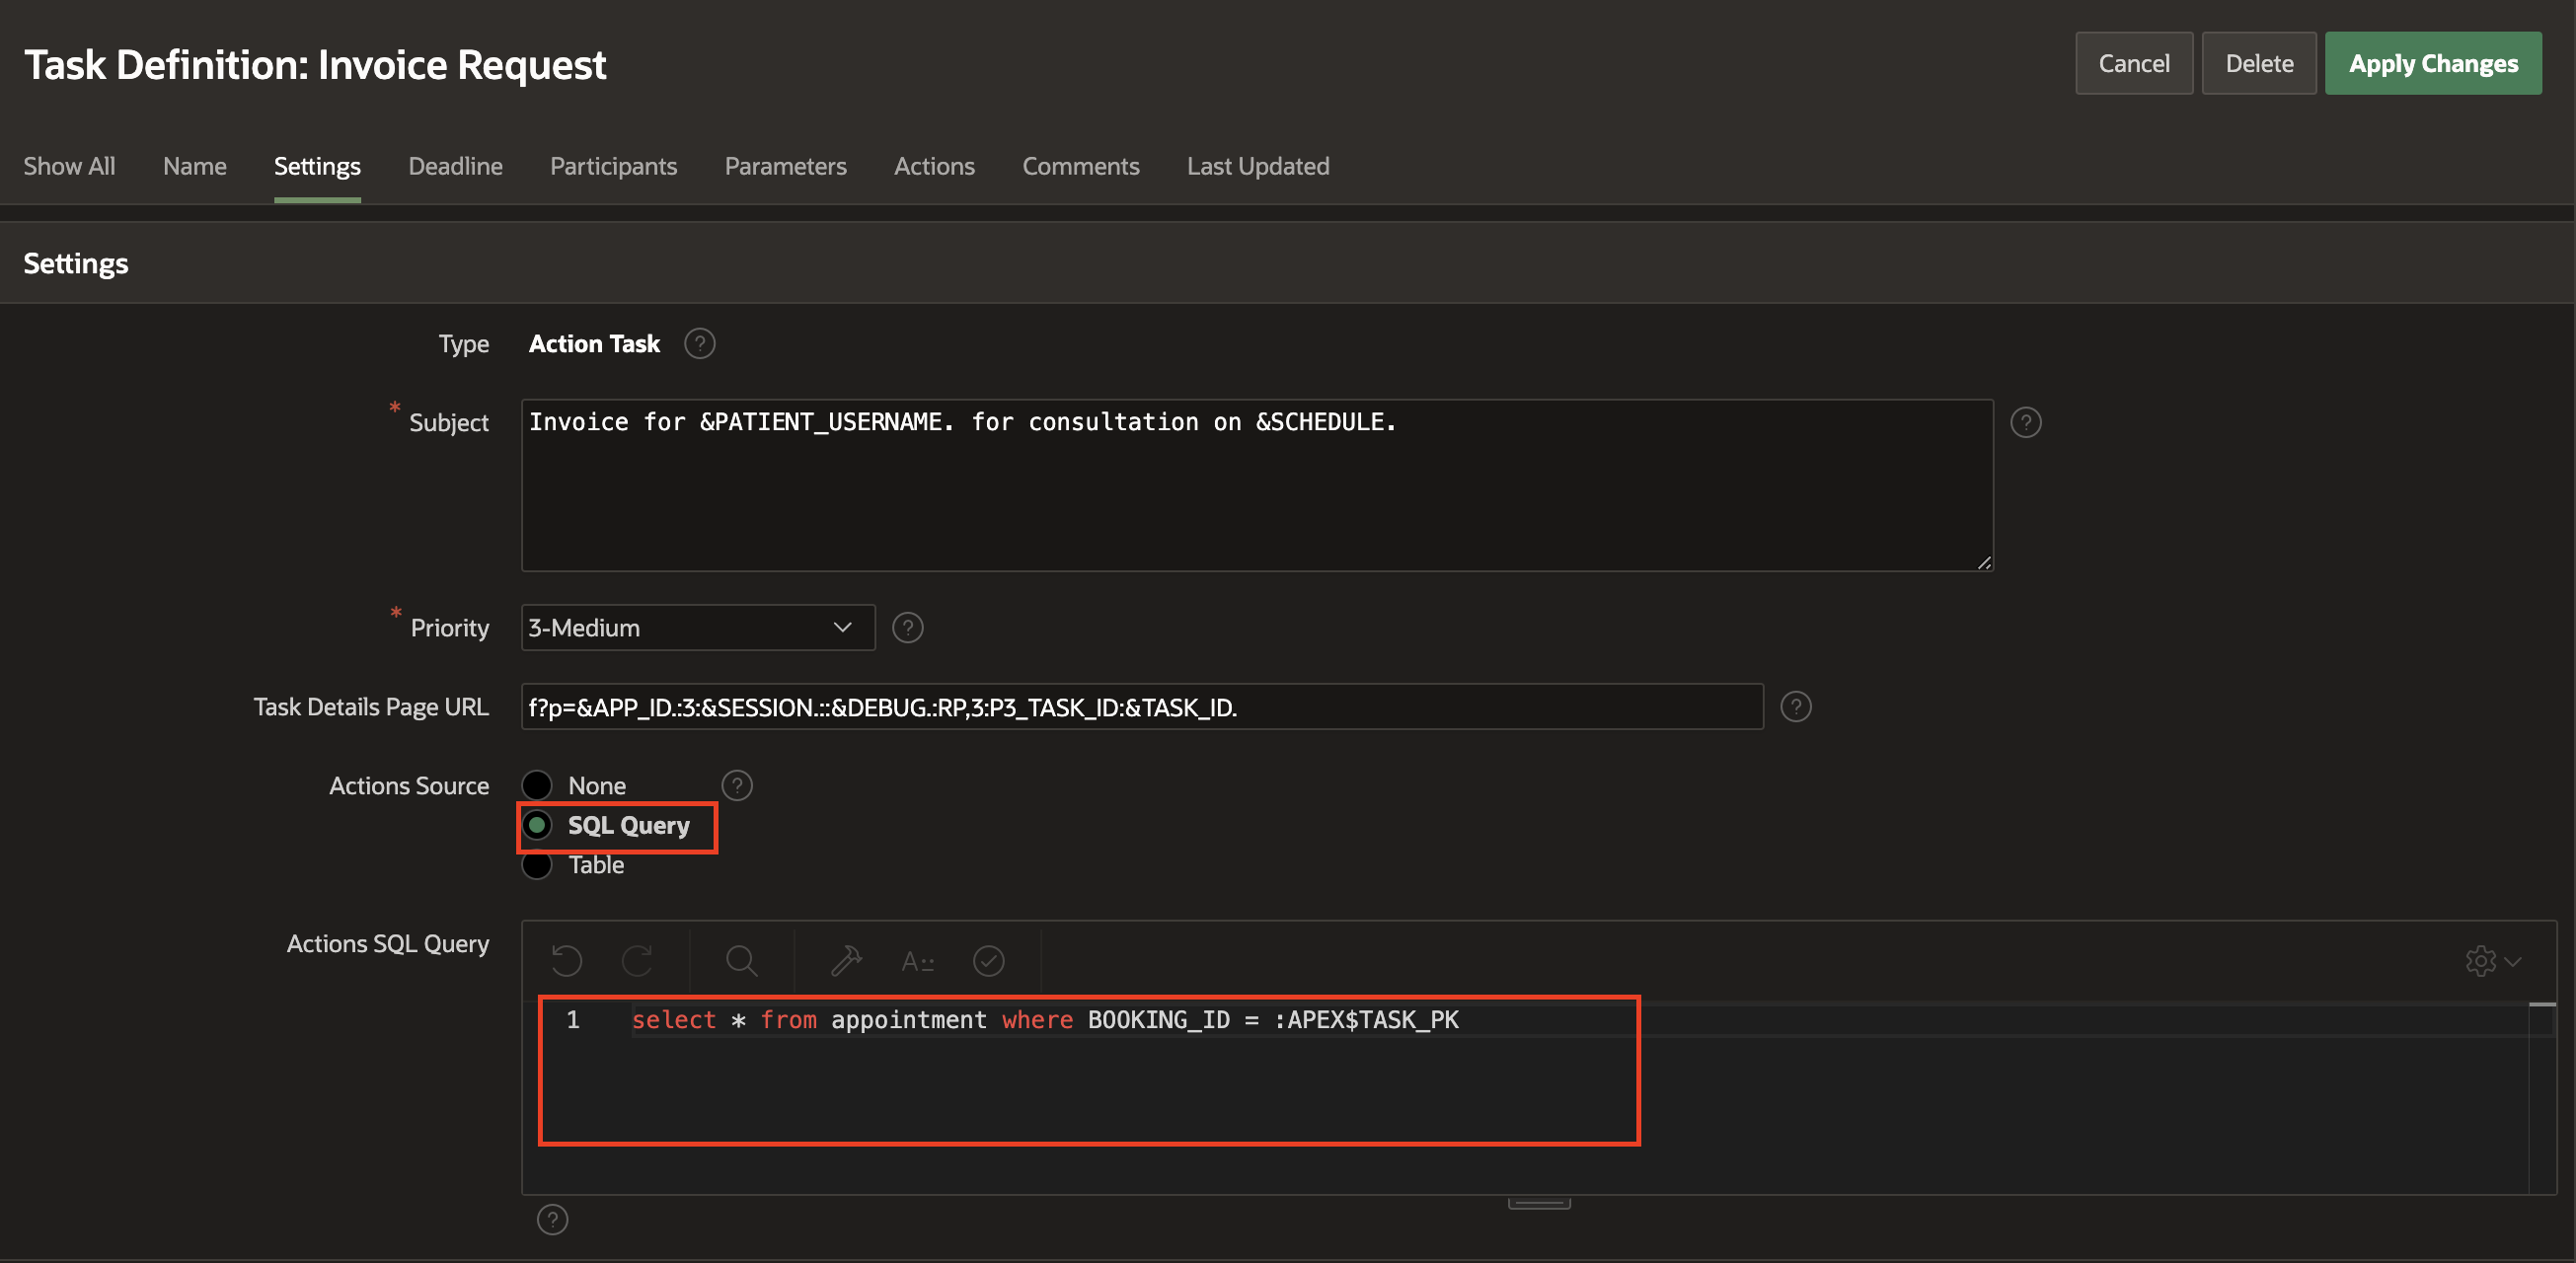 Task Definition: Invoice Request
Cancel
Delete
Apply Changes
Show All
Name
Settings
Deadline
Participants
Parameters
Actions
Comments
Last Updated
Settings
Type
Action Task
?
* Subject
Invoice for &PATIENT_USERNAME. for consultation on &SCHEDULE.
?
* Priority
3-Medium
?
Task Details Page URL
f?p=&APP_ID.:3:&SESSION.::&DEBUG.:RP,3:P3_TASK_ID:&TASK_ID.
?
Actions Source
None
?
SQL Query
Table
Actions SQL Query
A::
1 select * from appointment where BOOKING_ID = :APEX$TASK_PK
?